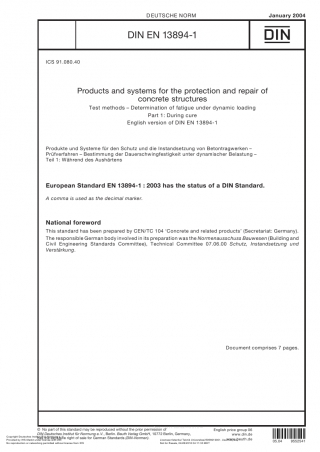 DEUTSCHE NORM
January 2004
DIN EN 13894-1
DIN
ICS 91.080.40
Products and systems for the protection and repair of
concrete structures
Test methods – Determination of fatigue under dynamic loading
Part 1: During cure
English version of DIN EN 13894-1
Produkte und Systeme für den Schutz und die Instandsetzung von Betontragwerken –
Prüfverfahren – Bestimmung der Dauerschwingfestigkeit unter dynamischer Belastung –
Teil 1: Während des Aushärtens
European Standard EN 13894-1 : 2003 has the status of a DIN Standard.
A comma is used as the decimal marker.
National foreword
This standard has been prepared by CEN/TC 104 'Concrete and related products' (Secretariat: Germany).
The responsible German body involved in its preparation was the Normenausschuss Bauwesen (Building and
Civil Engineering Standards Committee), Technical Committee 07.06.00 Schutz, Instandsetzung und
Verstärkung.
Document comprises 7 pages.
© No part of this standard may be reproduced without the prior permission of
DIN Deutsches Institut für Normung e.V., Berlin. Beuth Verlag GmbH, 10772 Berlin, Germany,
right of sale for German Standards (DIN-Normen).
English price group 06
www.din.de
www.beuth.de